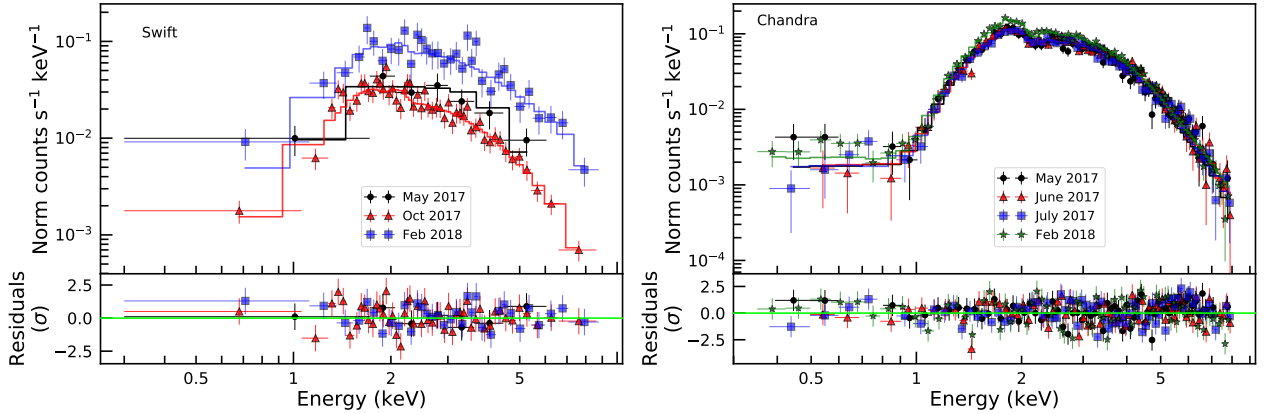 Swift
Norm counts s⁻¹ keV⁻¹
10⁻¹
10⁻²
10⁻³
May 2017
Oct 2017
Feb 2018
Residuals
(σ)
2.5
0.0
−2.5
0.5
1
2
5
Energy (keV)
Chandra
Norm counts s⁻¹ keV⁻¹
10⁻¹
10⁻²
10⁻³
10⁻⁴
May 2017
June 2017
July 2017
Feb 2018
Residuals
(σ)
2.5
0.0
−2.5
0.5
1
2
5
Energy (keV)